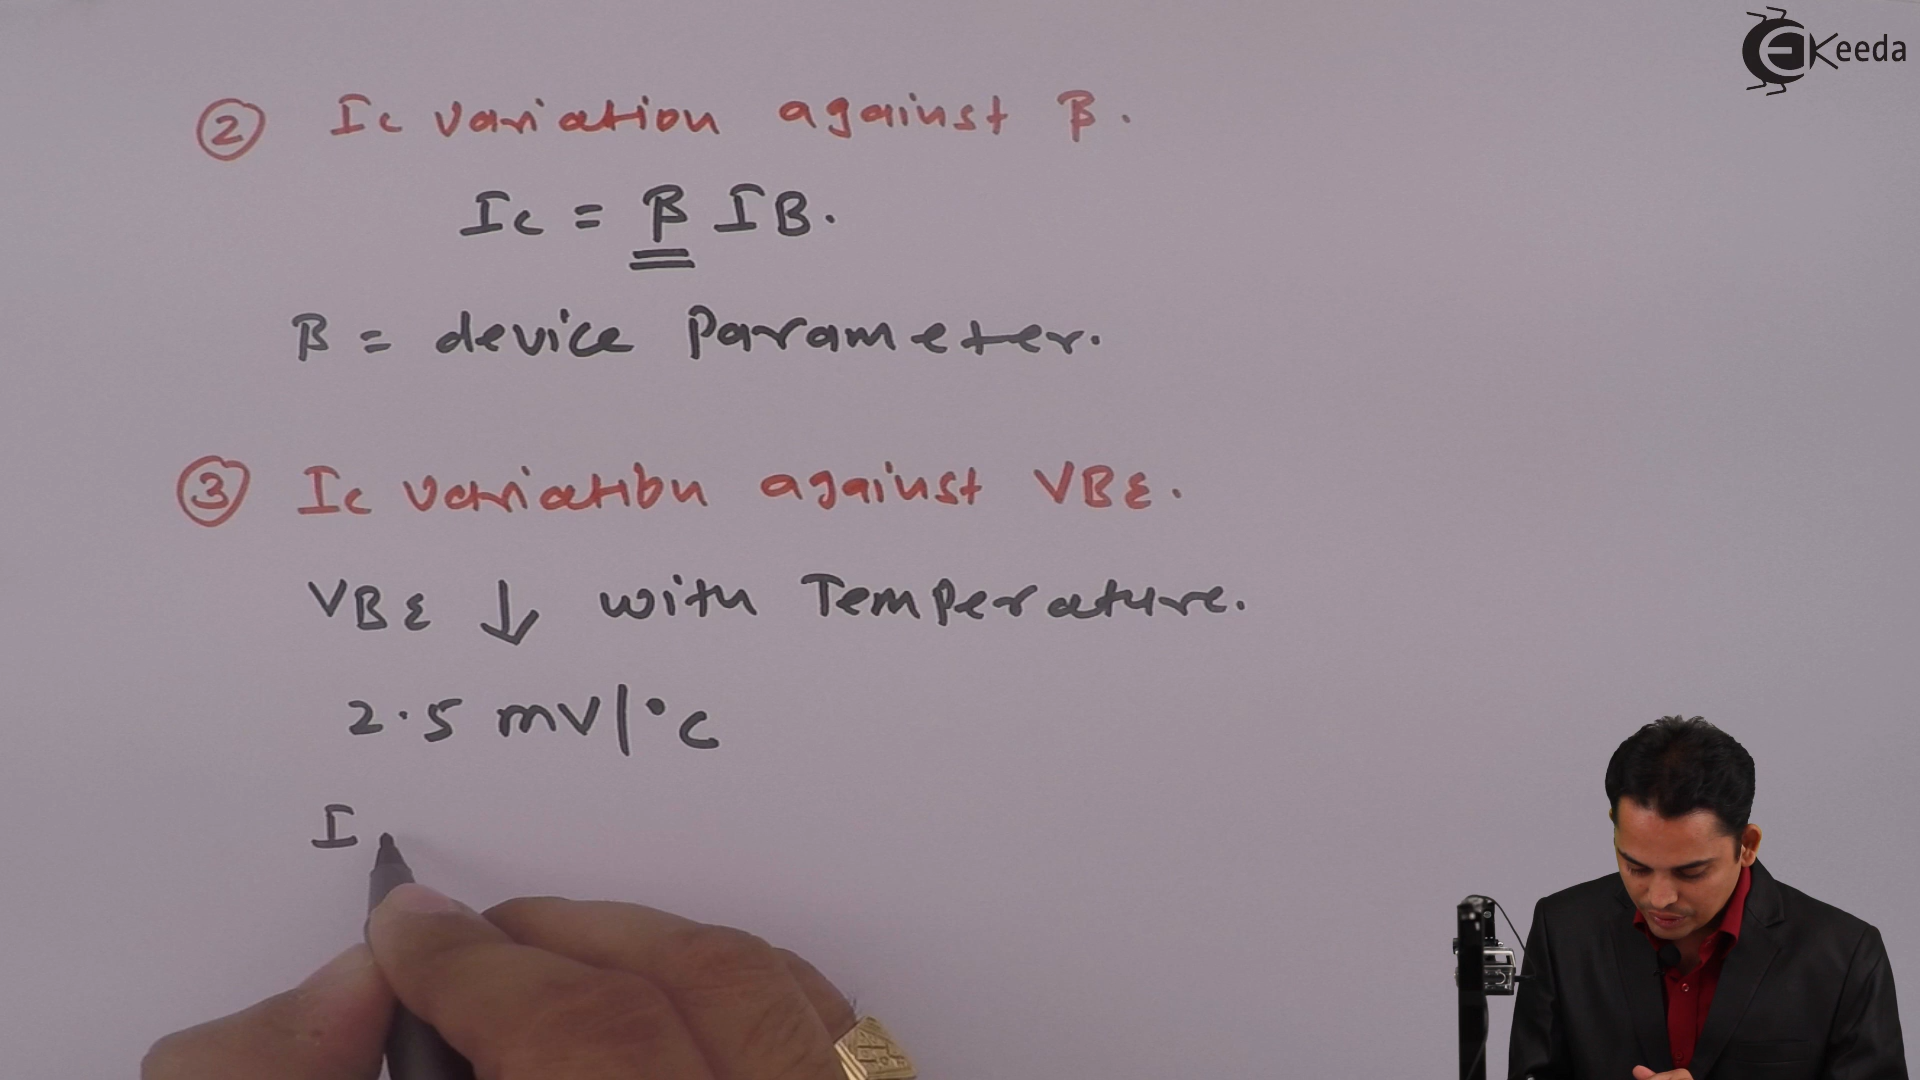 Keeda
② Ic variation against β.
Ic = β IB.
β = device Parameter.
③ Ic variation against VBE.
VBE ↓ with Temperature.
2.5 mV/°C
I